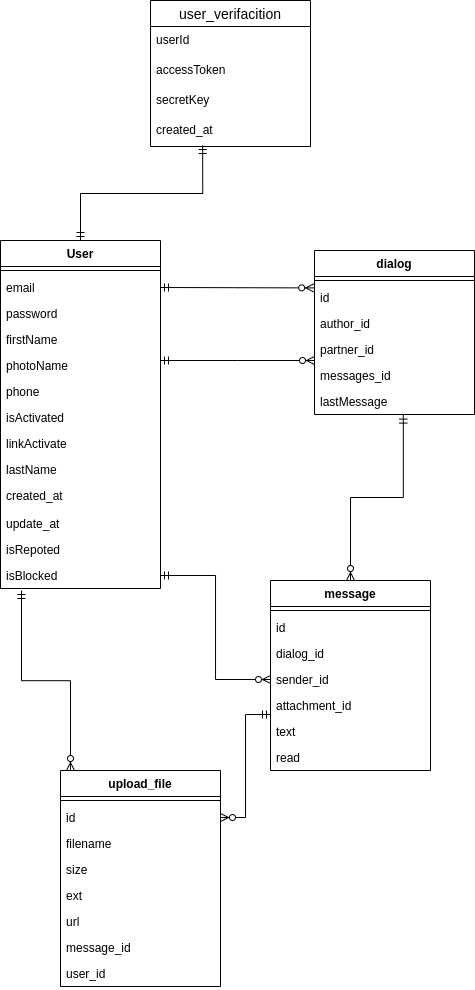 user_verifacition
userId
accessToken
secretKey
created_at
User
email
password
firstName
photoName
phone
isActivated
linkActivate
lastName
created_at
update_at
isRepoted
isBlocked
dialog
id
author_id
partner_id
messages_id
lastMessage
message
id
dialog_id
sender_id
attachment_id
text
read
upload_file
id
filename
size
ext
url
message_id
user_id